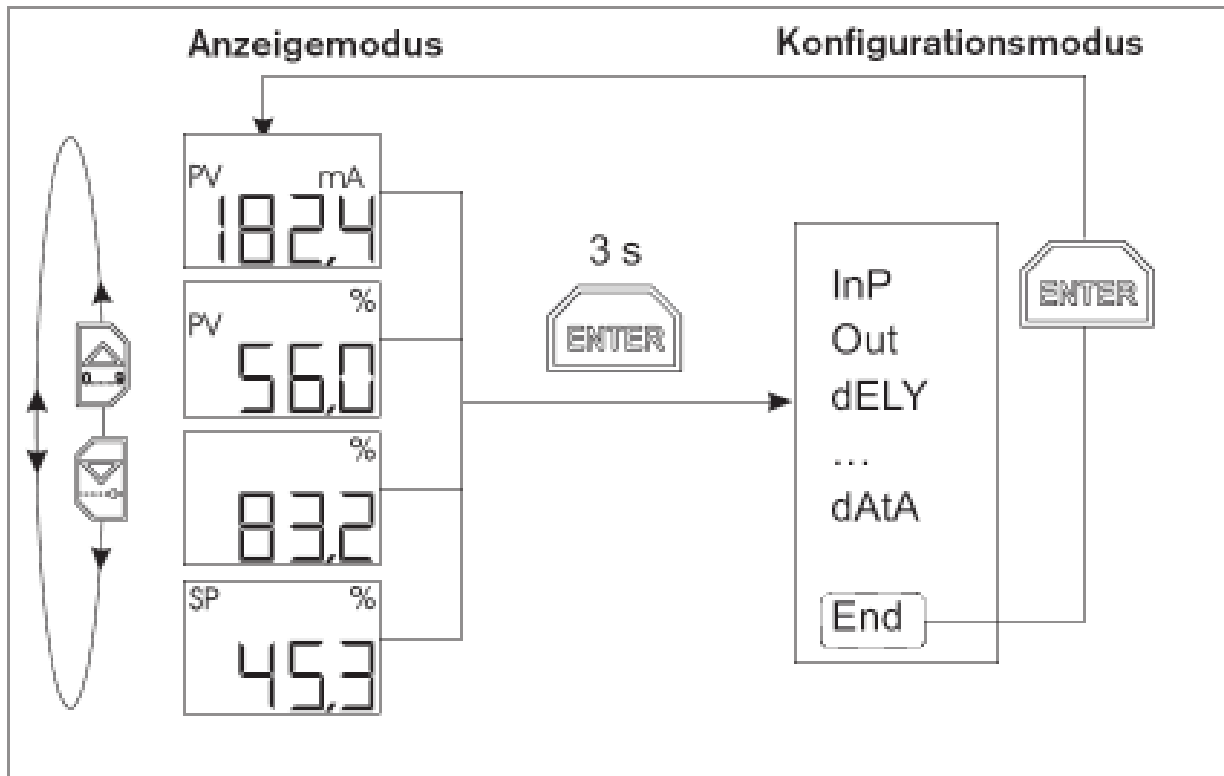 Anzeigemodus
Konfigurationsmodus
PV mA
182,4
%
PV
56,0
%
83,2
SP %
45,3
3 s
ENTER
InP
Out
dELY
...
dAtA
End
ENTER